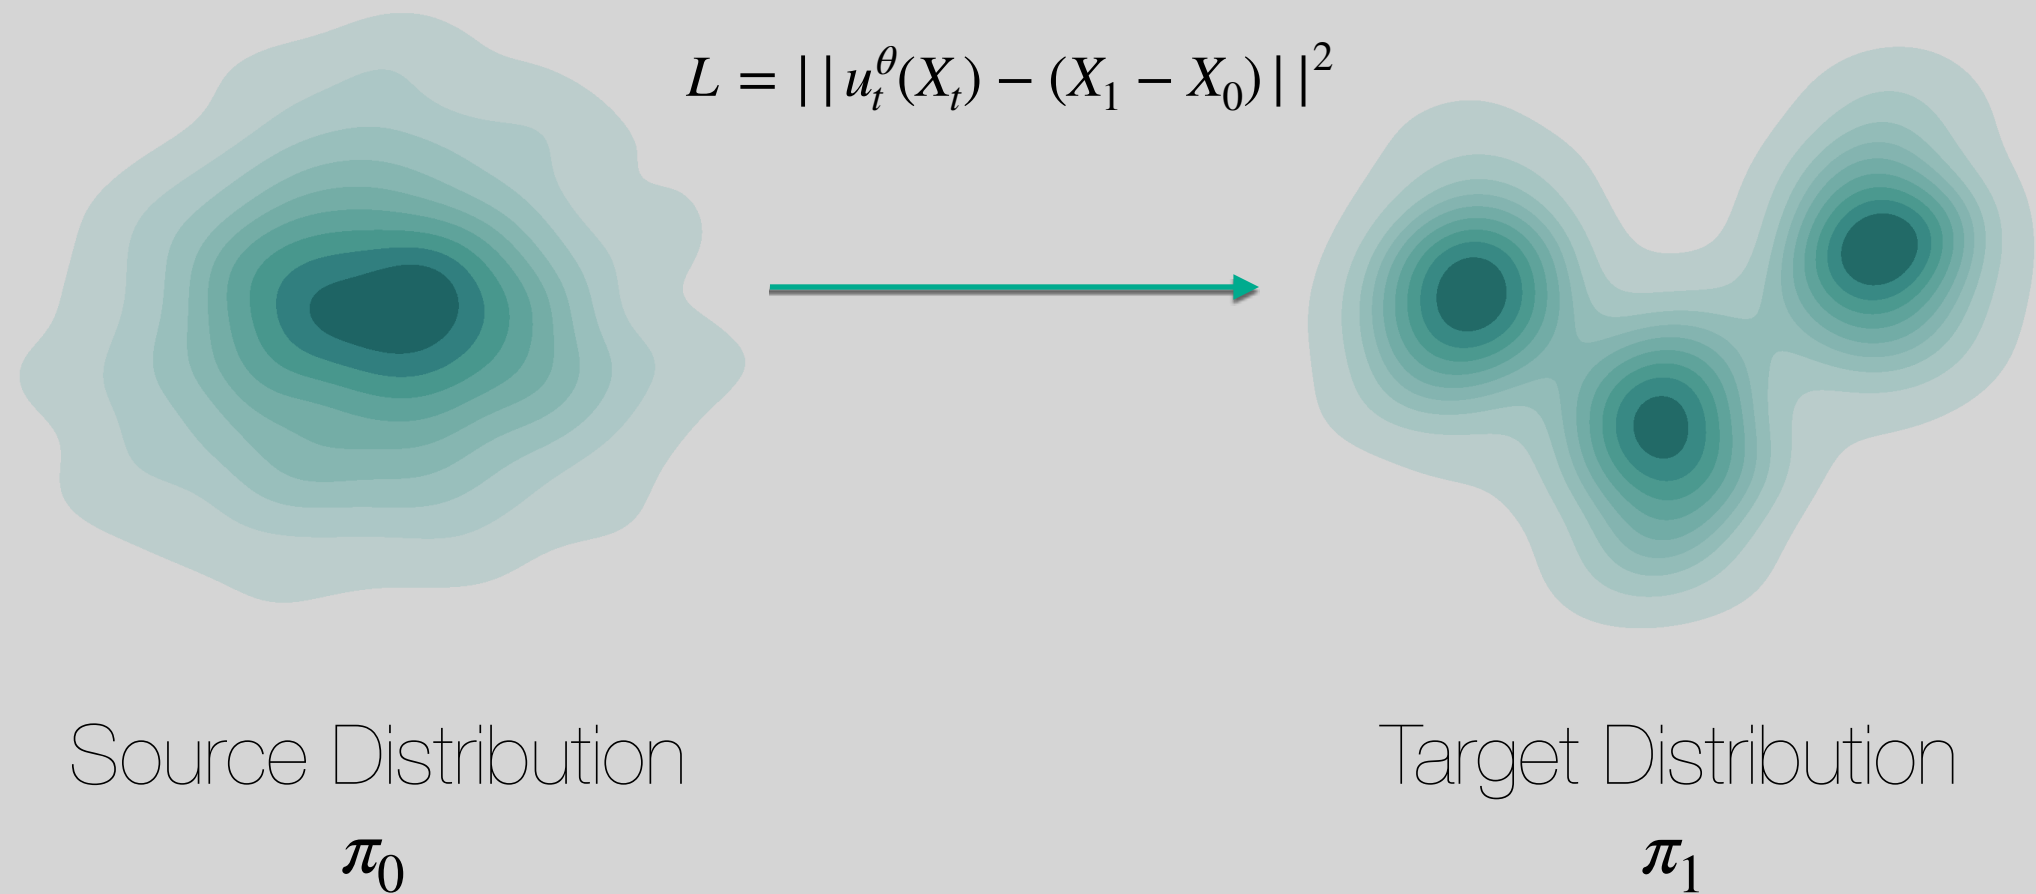 L = ||u_t^θ(X_t) − (X_1 − X_0)||^2
Source Distribution
π_0
Target Distribution
π_1